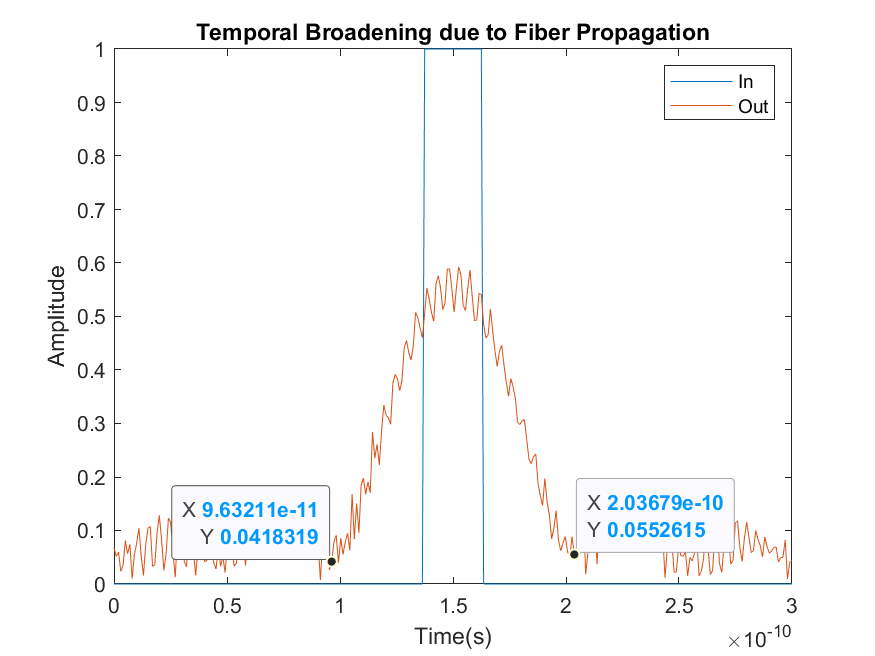 Temporal Broadening due to Fiber Propagation
In
Out
1
0.9
0.8
0.7
0.6
0.5
0.4
0.3
0.2
0.1
0
Amplitude
X 9.63211e-11
Y 0.0418319
X 2.03679e-10
Y 0.0552615
0 0.5 1 1.5 2 2.5 3
Time(s)
×10⁻¹⁰